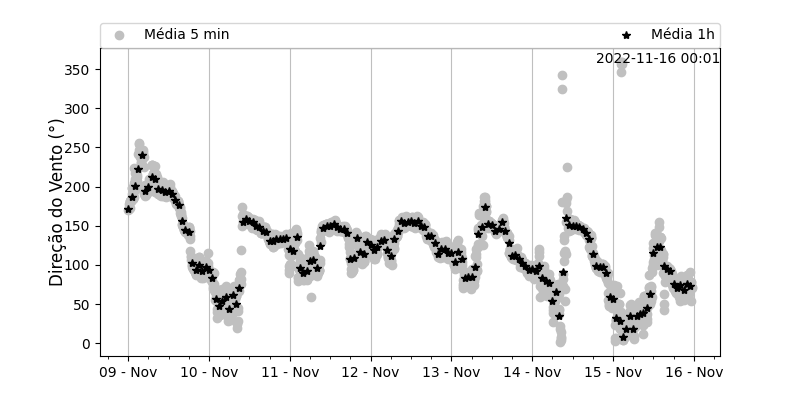 Média 5 min
Média 1h
2022-11-16 00:01
Direção do Vento (°)
350
300
250
200
150
100
50
0
09 - Nov
10 - Nov
11 - Nov
12 - Nov
13 - Nov
14 - Nov
15 - Nov
16 - Nov